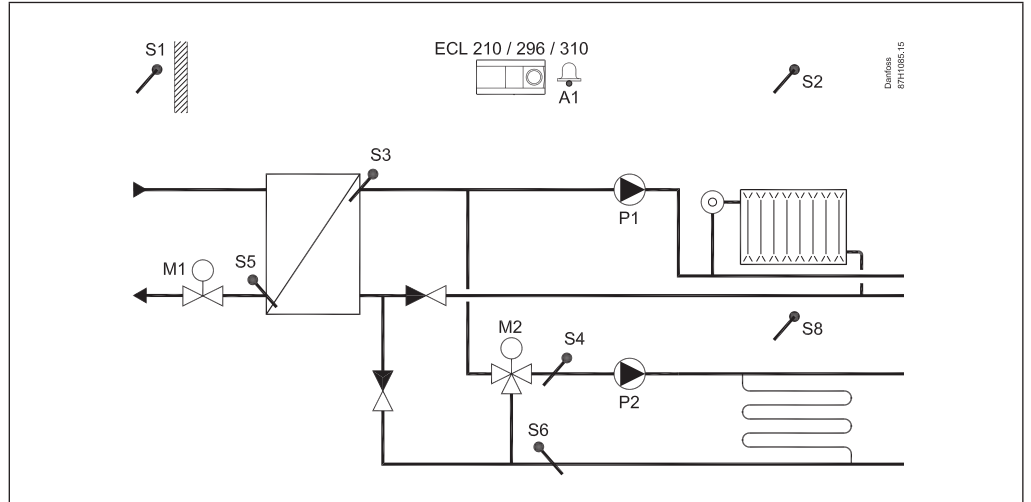 S1
ECL 210 / 296 / 310
A1
S2
Danfoss
87H1085.15
S3
P1
M1
S5
S8
M2
S4
P2
S6